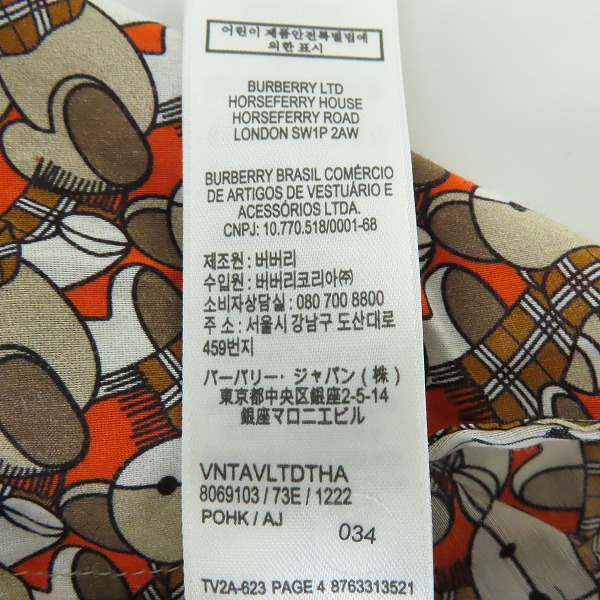 어린이 제품안전특별법에
의한 표시
BURBERRY LTD
HORSEFERRY HOUSE
HORSEFERRY ROAD
LONDON SW1P 2AW
BURBERRY BRASIL COMÉRCIO
DE ARTIGOS DE VESTUÁRIO E
ACESSÓRIOS LTDA.
CNPJ: 10.770.518/0001-68
제조원 : 버버리
수입원 : 버버리코리아㈜
소비자상담실 : 080 700 8800
주 소 : 서울시 강남구 도산대로
459번지
バーバリー・ジャパン ( 株 )
東京都中央区銀座2-5-14
銀座マロニエビル
VNTAVLTDTHA
8069103 / 73E / 1222
POHK / AJ
034
TV2A-623 PAGE 4 8763313521